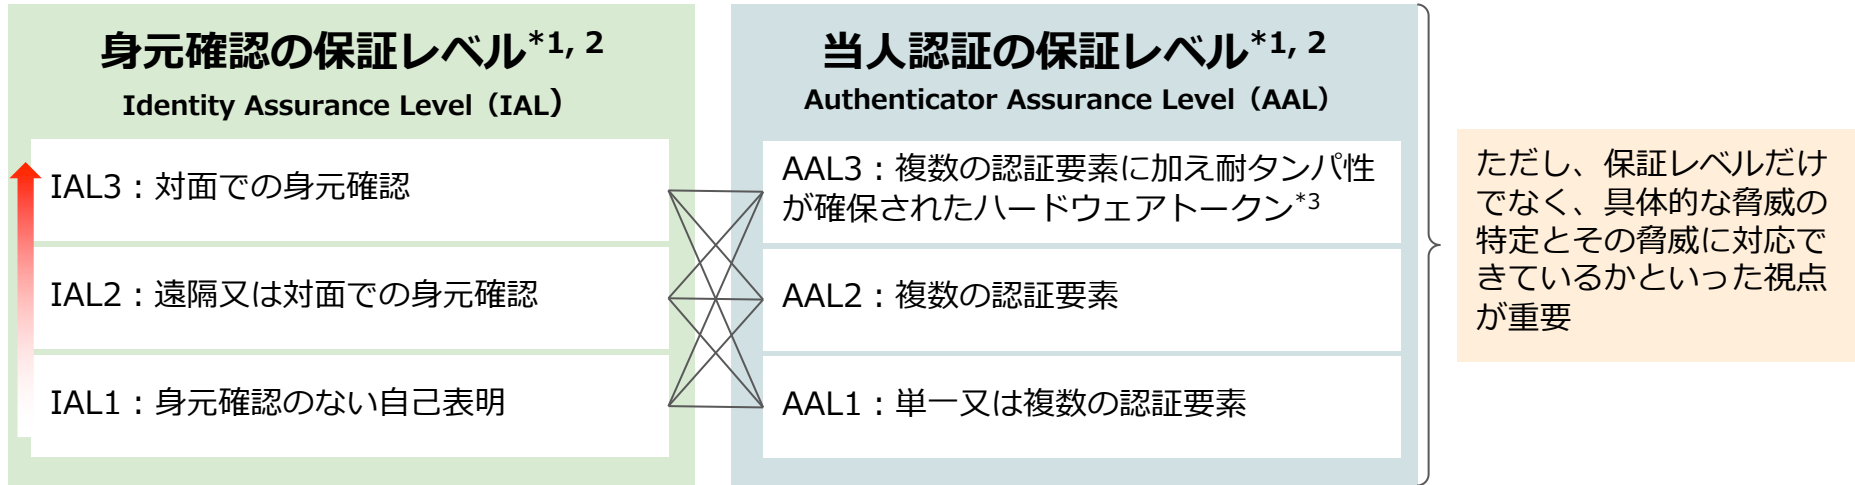 身元確認の保証レベル*1, 2
Identity Assurance Level（IAL）
IAL3：対面での身元確認
IAL2：遠隔又は対面での身元確認
IAL1：身元確認のない自己表明
当人認証の保証レベル*1, 2
Authenticator Assurance Level（AAL）
AAL3：複数の認証要素に加え耐タンパ性
が確保されたハードウェアトークン*3
AAL2：複数の認証要素
AAL1：単一又は複数の認証要素
ただし、保証レベルだけ
でなく、具体的な脅威の
特定とその脅威に対応で
きているかといった視点
が重要